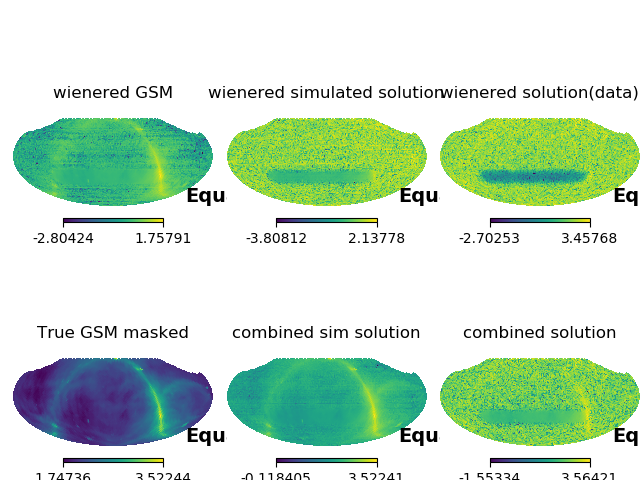 wienered GSM
wienered simulated solution
wienered solution(data)
Equ
Equ
Eq
-2.80424 1.75791
-3.80812 2.13778
-2.70253 3.45768
True GSM masked
combined sim solution
combined solution
Equ
Equ
Eq
1.74736 3.52244
-0.118405 3.52241
-1.55334 3.56421